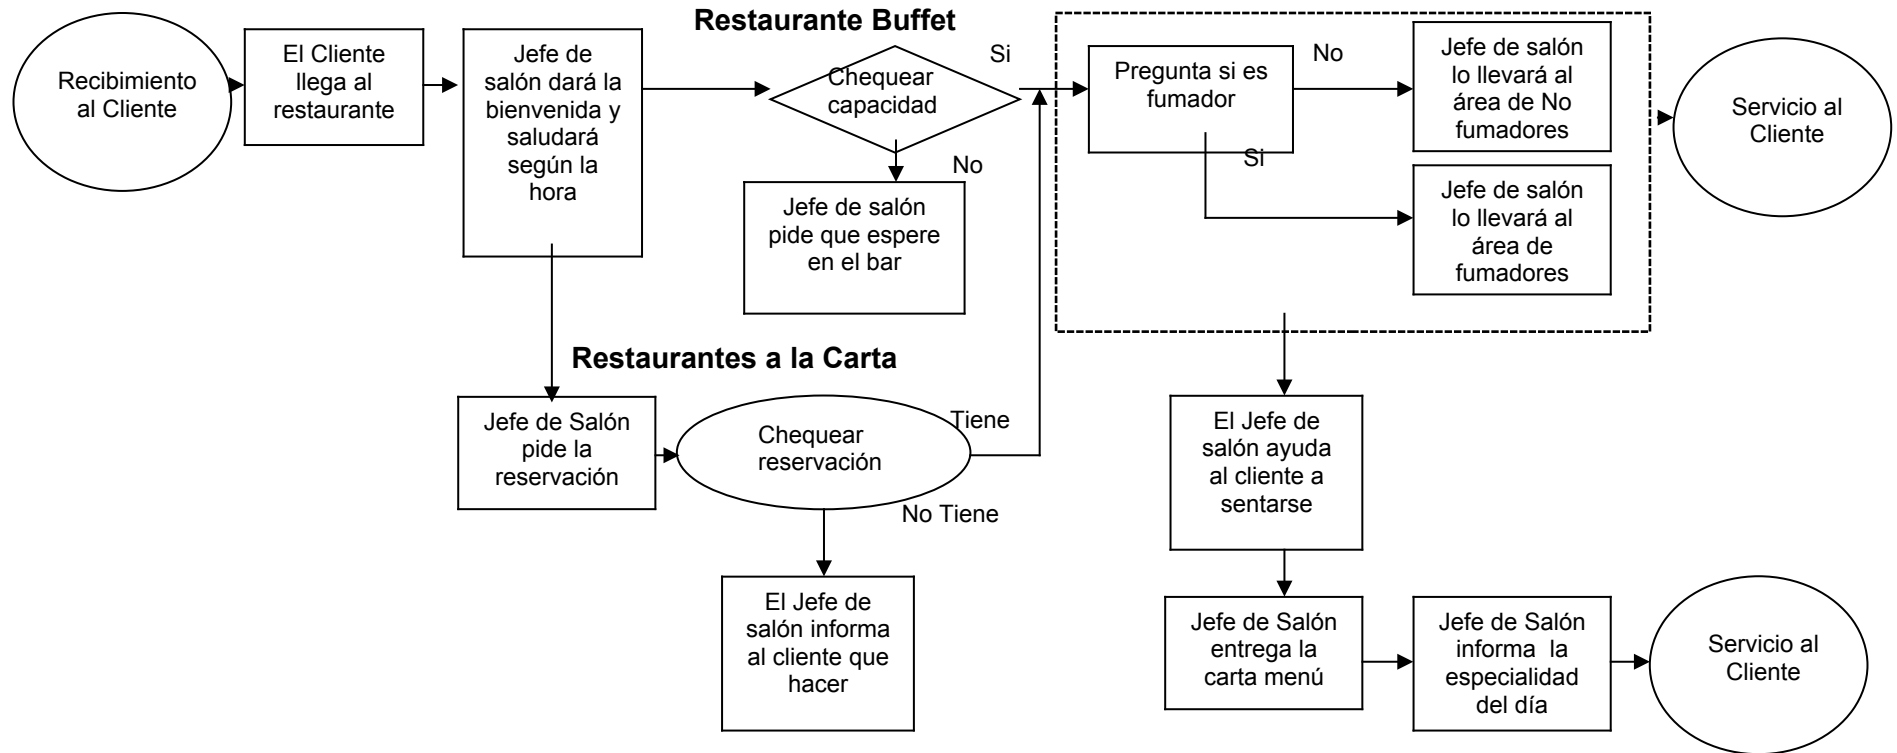 Restaurante Buffet
Recibimiento
al Cliente
El Cliente
llega al
restaurante
Jefe de
salón dará la
bienvenida y
saludará
según la
hora
Chequear
capacidad
Si
No
Jefe de salón
pide que espere
en el bar
Pregunta si es
fumador
No
Si
Jefe de salón
lo llevará al
área de No
fumadores
Jefe de salón
lo llevará al
área de
fumadores
Servicio al
Cliente
Restaurantes a la Carta
Jefe de Salón
pide la
reservación
Chequear
reservación
Tiene
No Tiene
El Jefe de
salón informa
al cliente que
hacer
El Jefe de
salón ayuda
al cliente a
sentarse
Jefe de Salón
entrega la
carta menú
Jefe de Salón
informa  la
especialidad
del día
Servicio al
Cliente